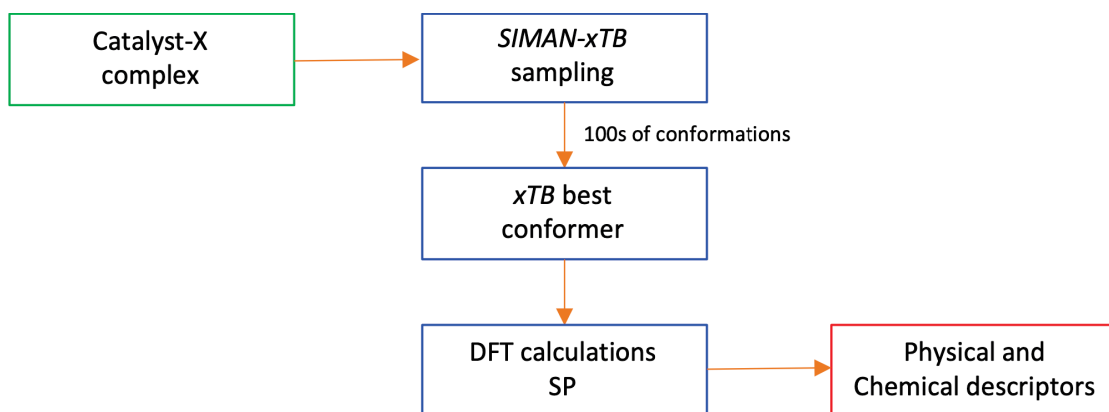 Catalyst-X
complex
SIMAN-xTB
sampling
100s of conformations
xTB best
conformer
DFT calculations
SP
Physical and
Chemical descriptors